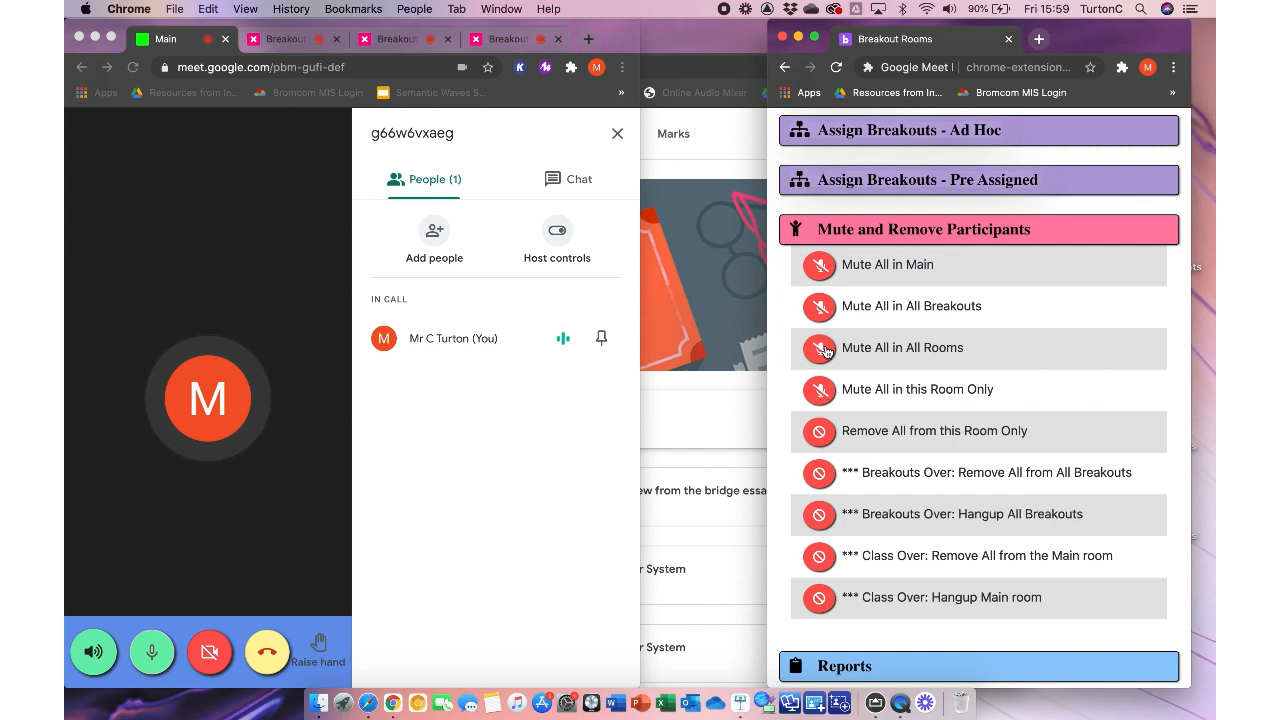 Chrome File Edit View History Bookmarks People Tab Window Help 90% Fri 15:59 TurtonC
Main Breakout Breakout Breakout
meet.google.com/pbm-gufi-def
Apps Resources from In... Bromcom MIS Login Semantic Waves S... »
Online Audio Mixer
Breakout Rooms
Google Meet chrome-extension...
Apps Resources from In... Bromcom MIS Login »
g66w6vxaeg
People (1) Chat
Add people Host controls
IN CALL
M Mr C Turton (You)
M
Raise hand
Marks
ew from the bridge essa
r System
r System
Assign Breakouts - Ad Hoc
Assign Breakouts - Pre Assigned
Mute and Remove Participants
Mute All in Main
Mute All in All Breakouts
Mute All in All Rooms
Mute All in this Room Only
Remove All from this Room Only
*** Breakouts Over: Remove All from All Breakouts
*** Breakouts Over: Hangup All Breakouts
*** Class Over: Remove All from the Main room
*** Class Over: Hangup Main room
Reports